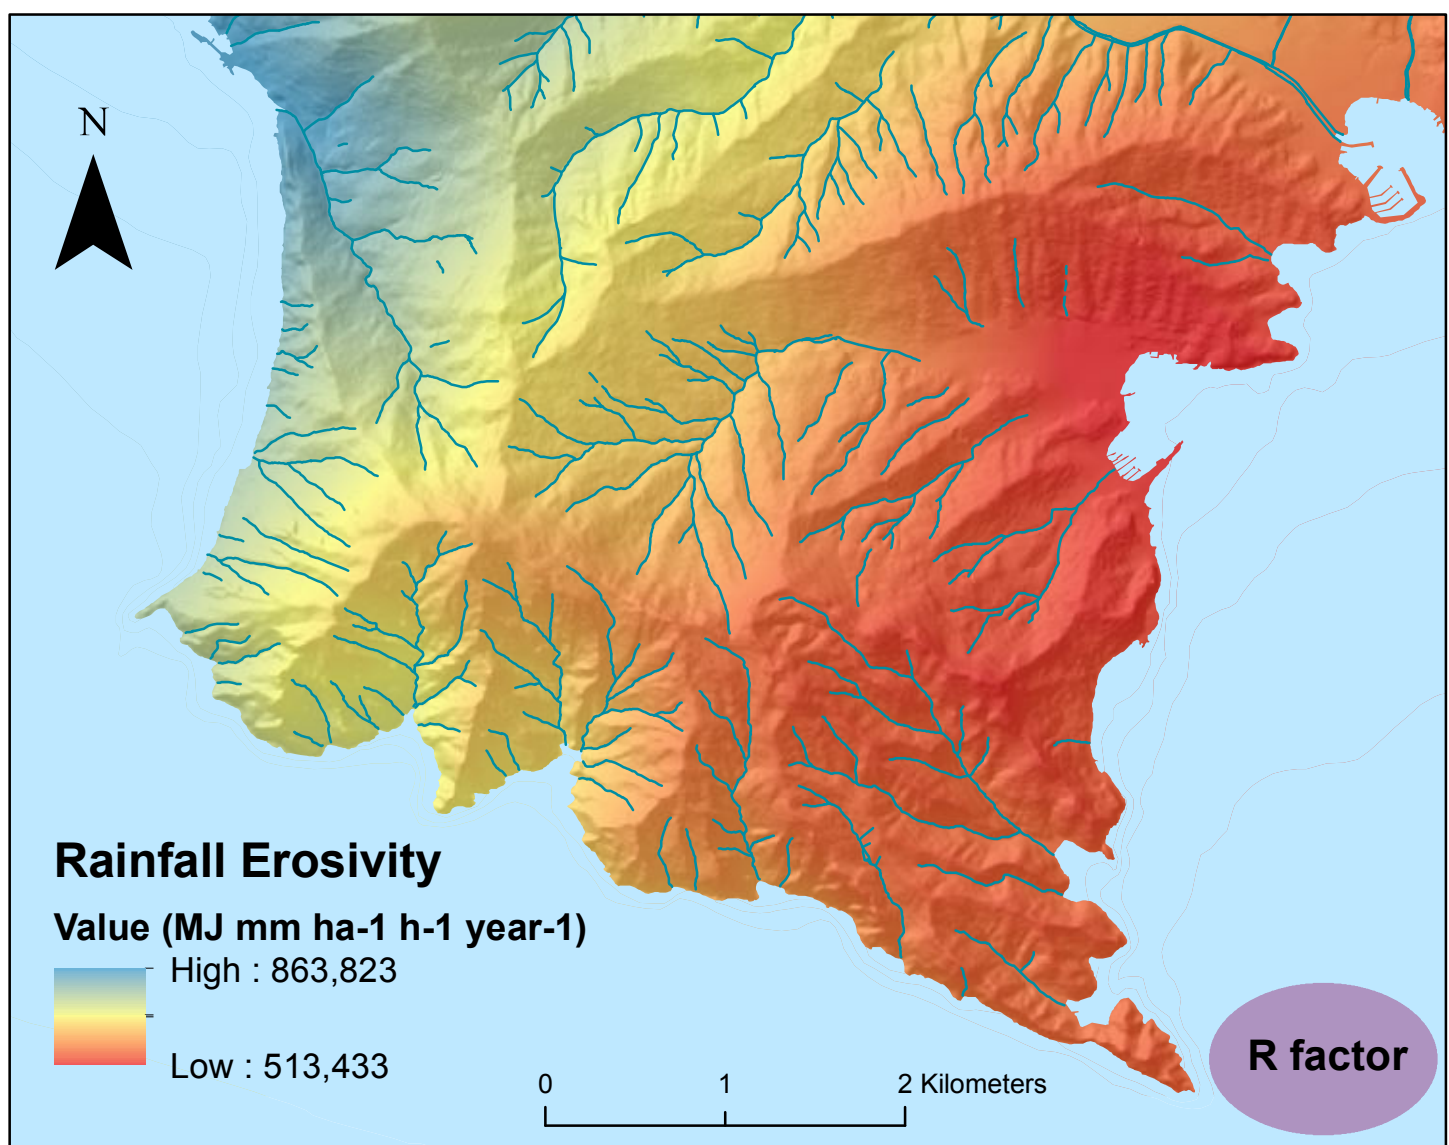 N
Rainfall Erosivity
Value (MJ mm ha-1 h-1 year-1)
High : 863,823
Low : 513,433
0 1 2 Kilometers
R factor